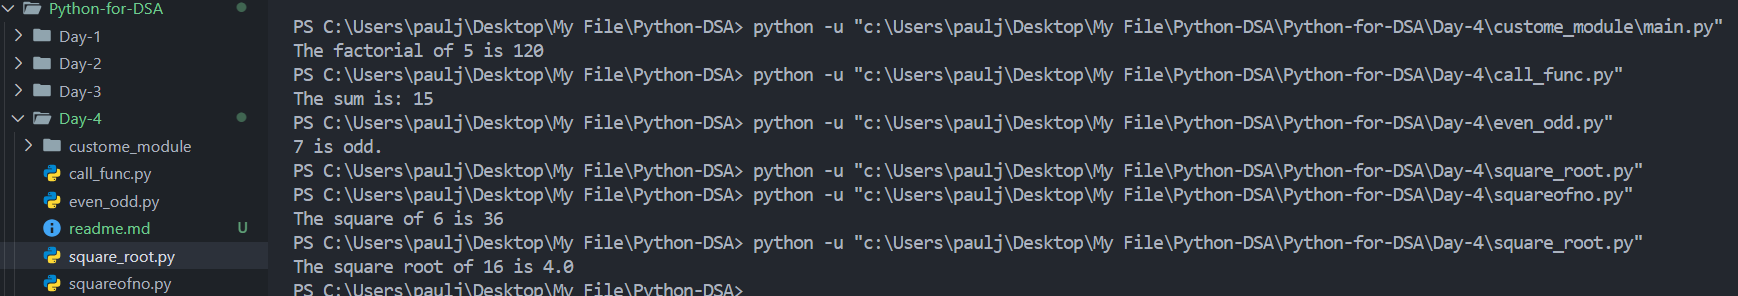 Python-for-DSA
Day-1
Day-2
Day-3
Day-4
custome_module
call_func.py
even_odd.py
readme.md U
square_root.py
squareofno.py
PS C:\Users\paulj\Desktop\My File\Python-DSA> python -u "c:\Users\paulj\Desktop\My File\Python-DSA\Python-for-DSA\Day-4\custome_module\main.py"
The factorial of 5 is 120
PS C:\Users\paulj\Desktop\My File\Python-DSA> python -u "c:\Users\paulj\Desktop\My File\Python-DSA\Python-for-DSA\Day-4\call_func.py"
The sum is: 15
PS C:\Users\paulj\Desktop\My File\Python-DSA> python -u "c:\Users\paulj\Desktop\My File\Python-DSA\Python-for-DSA\Day-4\even_odd.py"
7 is odd.
PS C:\Users\paulj\Desktop\My File\Python-DSA> python -u "c:\Users\paulj\Desktop\My File\Python-DSA\Python-for-DSA\Day-4\square_root.py"
PS C:\Users\paulj\Desktop\My File\Python-DSA> python -u "c:\Users\paulj\Desktop\My File\Python-DSA\Python-for-DSA\Day-4\squareofno.py"
The square of 6 is 36
PS C:\Users\paulj\Desktop\My File\Python-DSA> python -u "c:\Users\paulj\Desktop\My File\Python-DSA\Python-for-DSA\Day-4\square_root.py"
The square root of 16 is 4.0
PS C:\Users\paulj\Desktop\My File\Python-DSA>